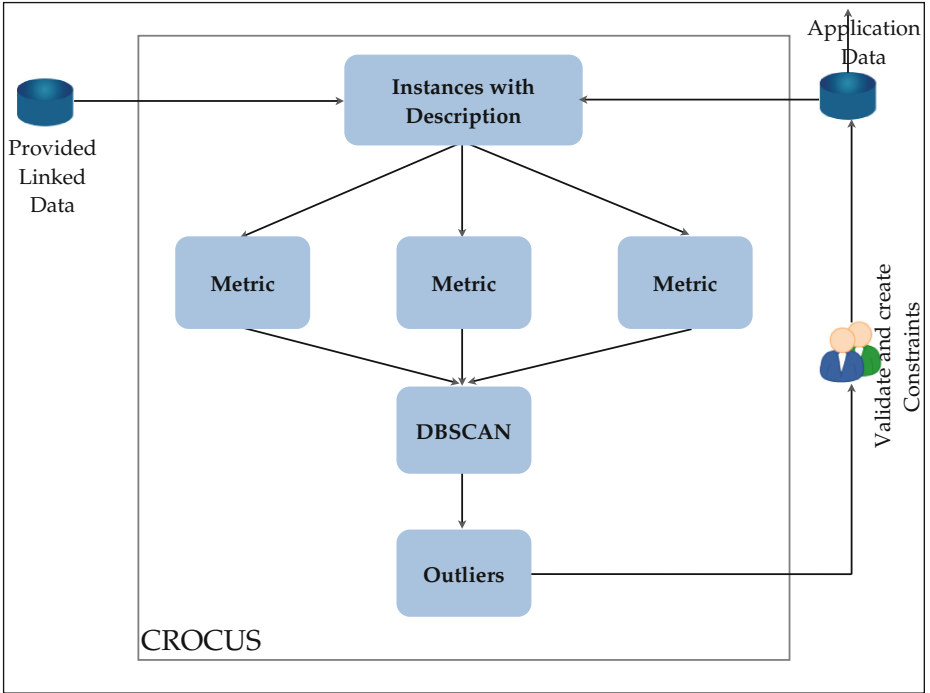 Application
Data
Instances with
Description
Provided
Linked
Data
Metric
Metric
Metric
Validate and create
Constraints
DBSCAN
Outliers
CROCUS